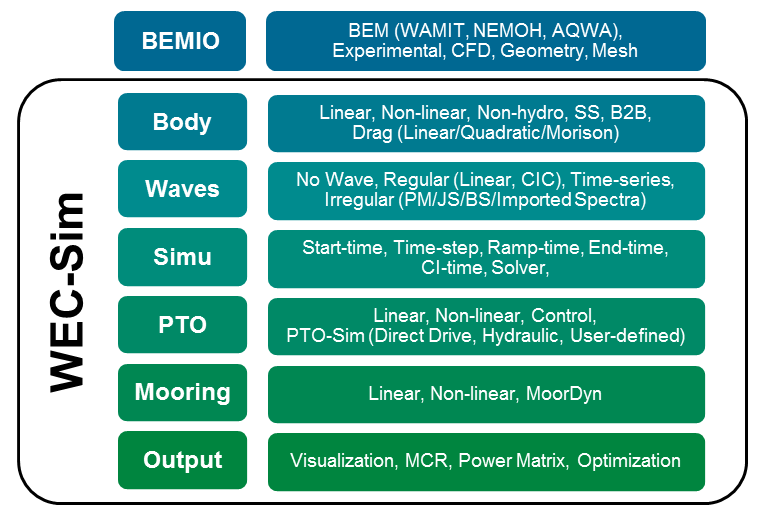 BEMIO
BEM (WAMIT, NEMOH, AQWA),
Experimental, CFD, Geometry, Mesh
WEC-Sim
Body
Linear, Non-linear, Non-hydro, SS, B2B,
Drag (Linear/Quadratic/Morison)
Waves
No Wave, Regular (Linear, CIC), Time-series,
Irregular (PM/JS/BS/Imported Spectra)
Simu
Start-time, Time-step, Ramp-time, End-time,
CI-time, Solver,
PTO
Linear, Non-linear, Control,
PTO-Sim (Direct Drive, Hydraulic, User-defined)
Mooring
Linear, Non-linear, MoorDyn
Output
Visualization, MCR, Power Matrix, Optimization